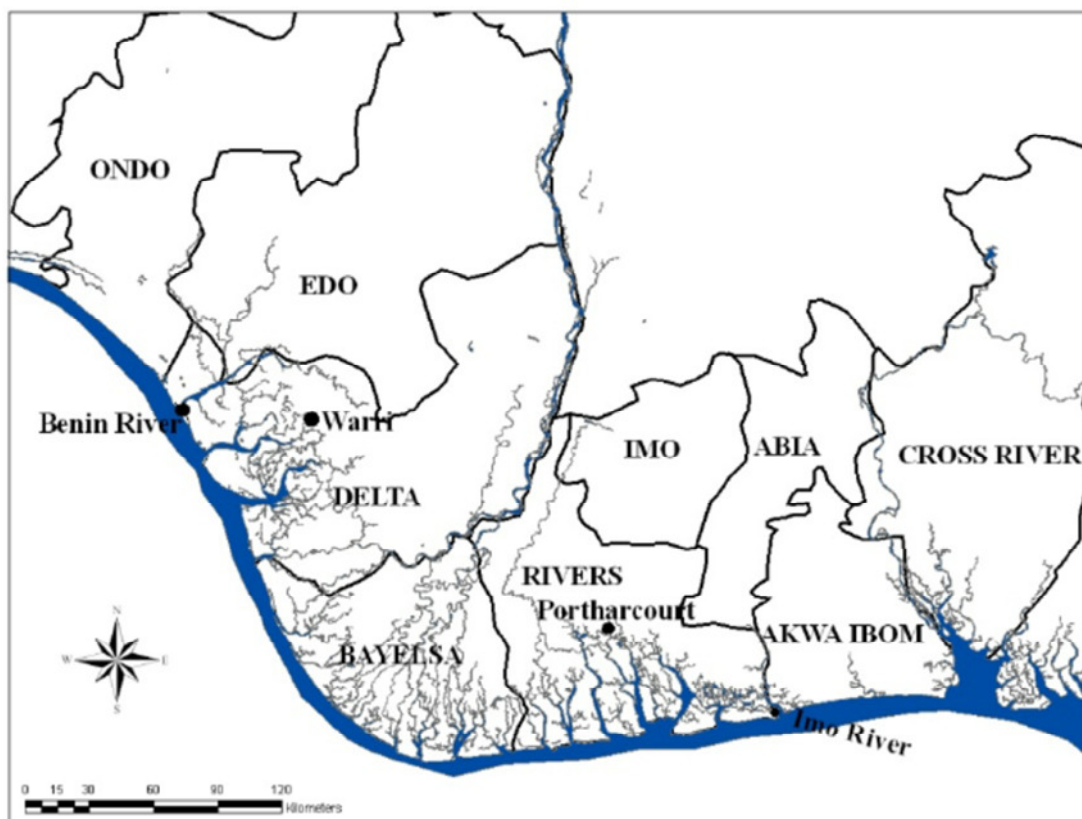 ONDO
EDO
Benin River
Warri
IMO
ABIA
CROSS RIVER
DELTA
RIVERS
Portharcourt
AKWA IBOM
BAYELSA
N
W
E
S
Imo River
0 15 30 60 90 120
Kilometers